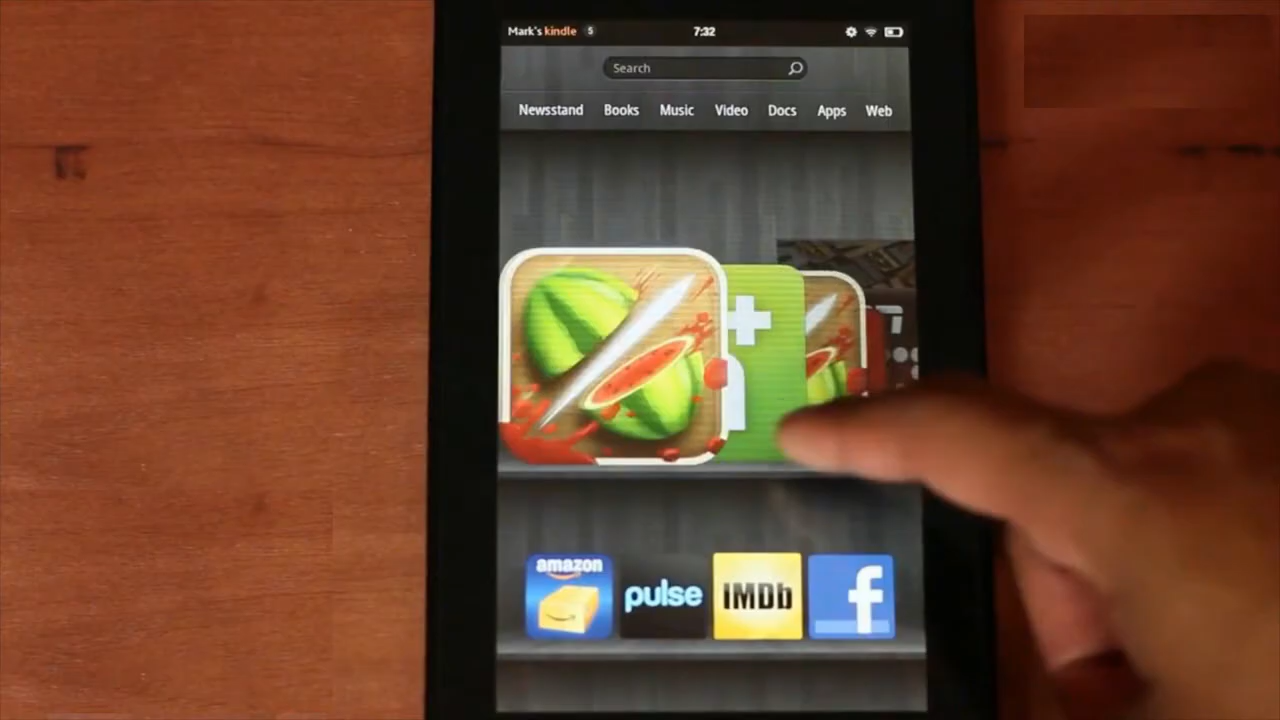 Mark's kindle 5 7:32
Search
Newsstand Books Music Video Docs Apps Web
amazon pulse IMDb f